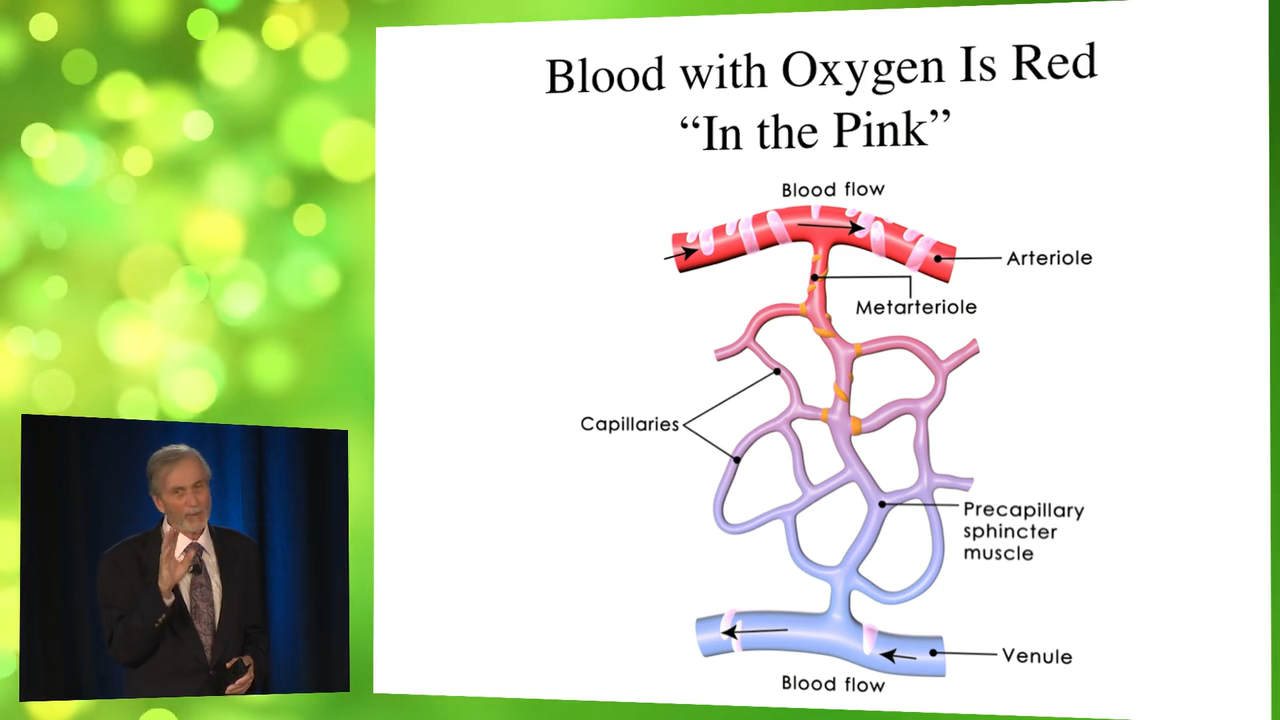 Blood with Oxygen Is Red
“In the Pink”
Blood flow
Arteriole
Metarteriole
Capillaries
Precapillary
sphincter
muscle
Venule
Blood flow